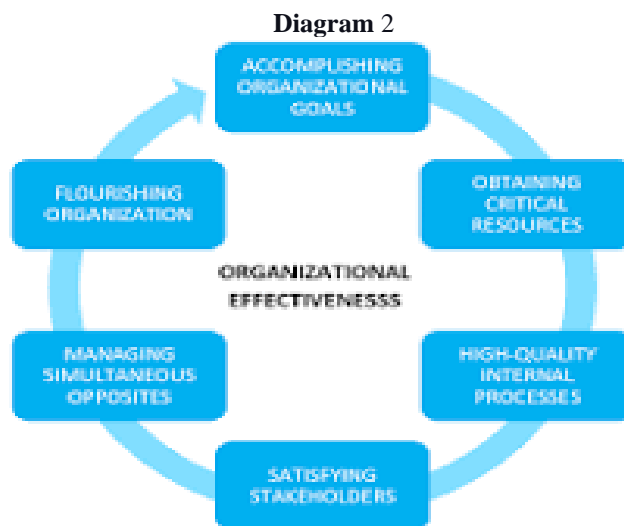 Diagram 2
ACCOMPLISHING
ORGANIZATIONAL
GOALS
OBTAINING
CRITICAL
RESOURCES
HIGH-QUALITY
INTERNAL
PROCESSES
SATISFYING
STAKEHOLDERS
MANAGING
SIMULTANEOUS
OPPOSITES
FLOURISHING
ORGANIZATION
ORGANIZATIONAL
EFFECTIVENESSS